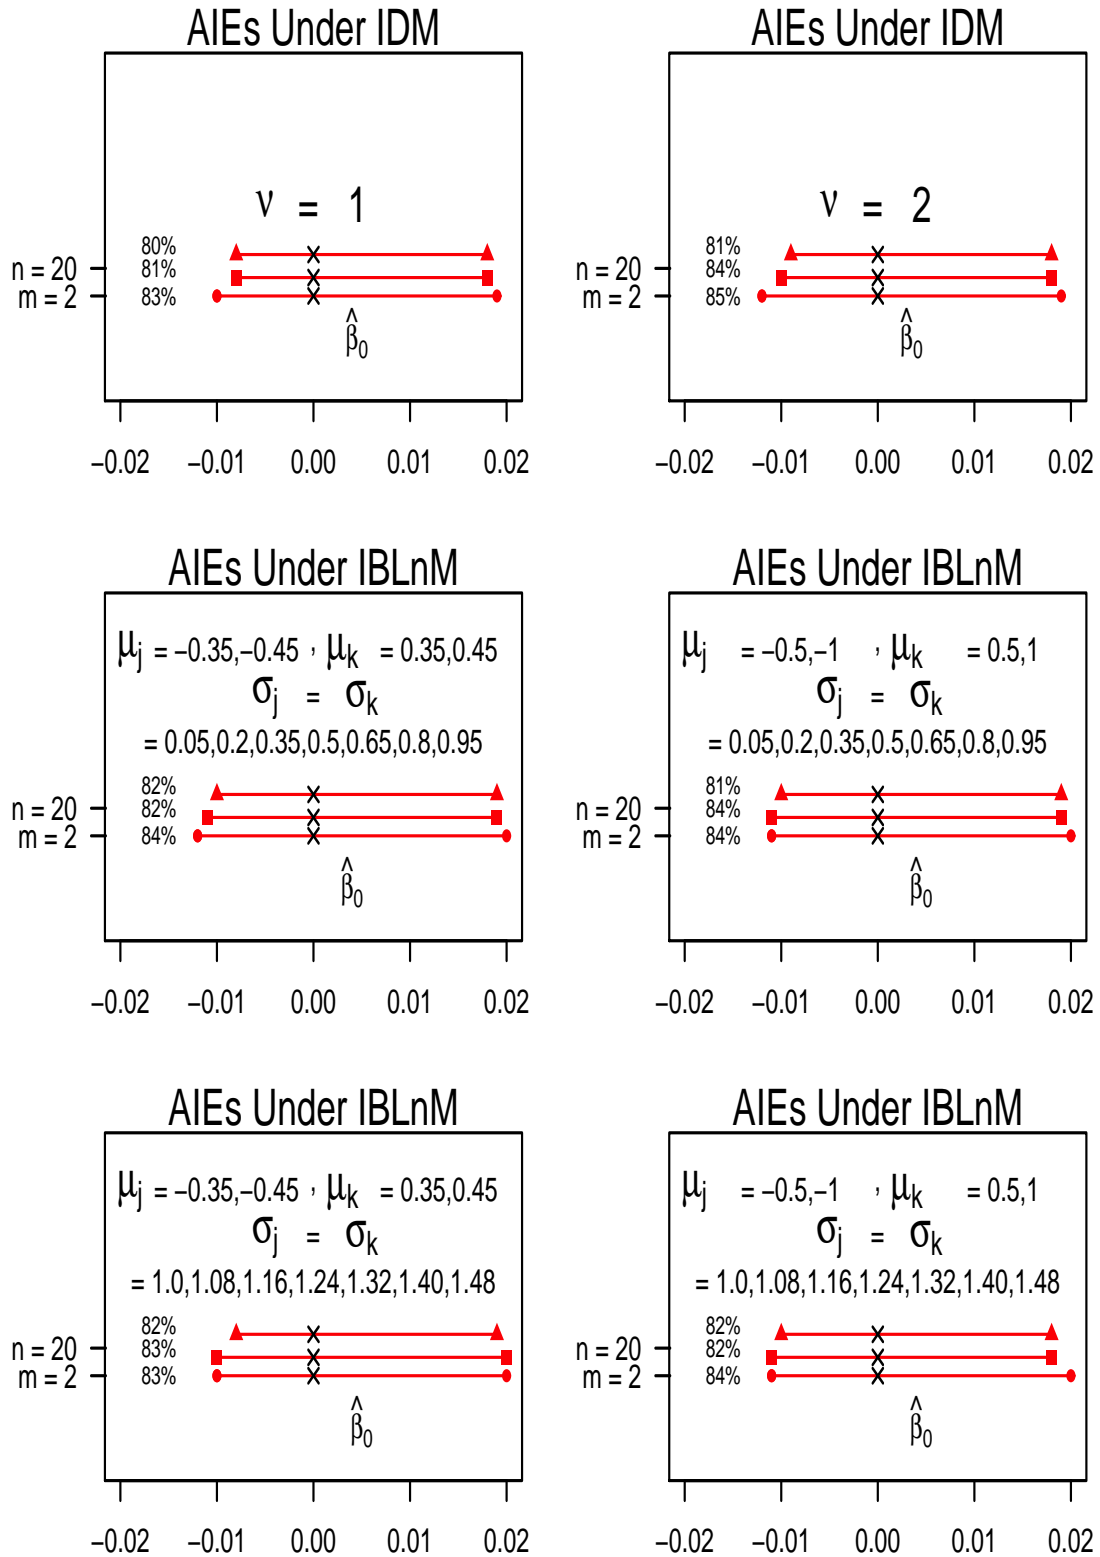 AIEs Under IDM
ν = 1
80%
n = 20
81%
m = 2
83%
β̂₀
−0.02 −0.01 0.00 0.01 0.02
AIEs Under IDM
ν = 2
81%
n = 20
84%
m = 2
85%
β̂₀
−0.02 −0.01 0.00 0.01 0.02
AIEs Under IBLnM
μj = −0.35,−0.45 , μk = 0.35,0.45
σj = σk
= 0.05,0.2,0.35,0.5,0.65,0.8,0.95
82%
n = 20
82%
m = 2
84%
β̂₀
−0.02 −0.01 0.00 0.01 0.02
AIEs Under IBLnM
μj = −0.5,−1 , μk = 0.5,1
σj = σk
= 0.05,0.2,0.35,0.5,0.65,0.8,0.95
81%
n = 20
84%
m = 2
84%
β̂₀
−0.02 −0.01 0.00 0.01 0.02
AIEs Under IBLnM
μj = −0.35,−0.45 , μk = 0.35,0.45
σj = σk
= 1.0,1.08,1.16,1.24,1.32,1.40,1.48
82%
n = 20
83%
m = 2
83%
β̂₀
−0.02 −0.01 0.00 0.01 0.02
AIEs Under IBLnM
μj = −0.5,−1 , μk = 0.5,1
σj = σk
= 1.0,1.08,1.16,1.24,1.32,1.40,1.48
82%
n = 20
82%
m = 2
84%
β̂₀
−0.02 −0.01 0.00 0.01 0.02